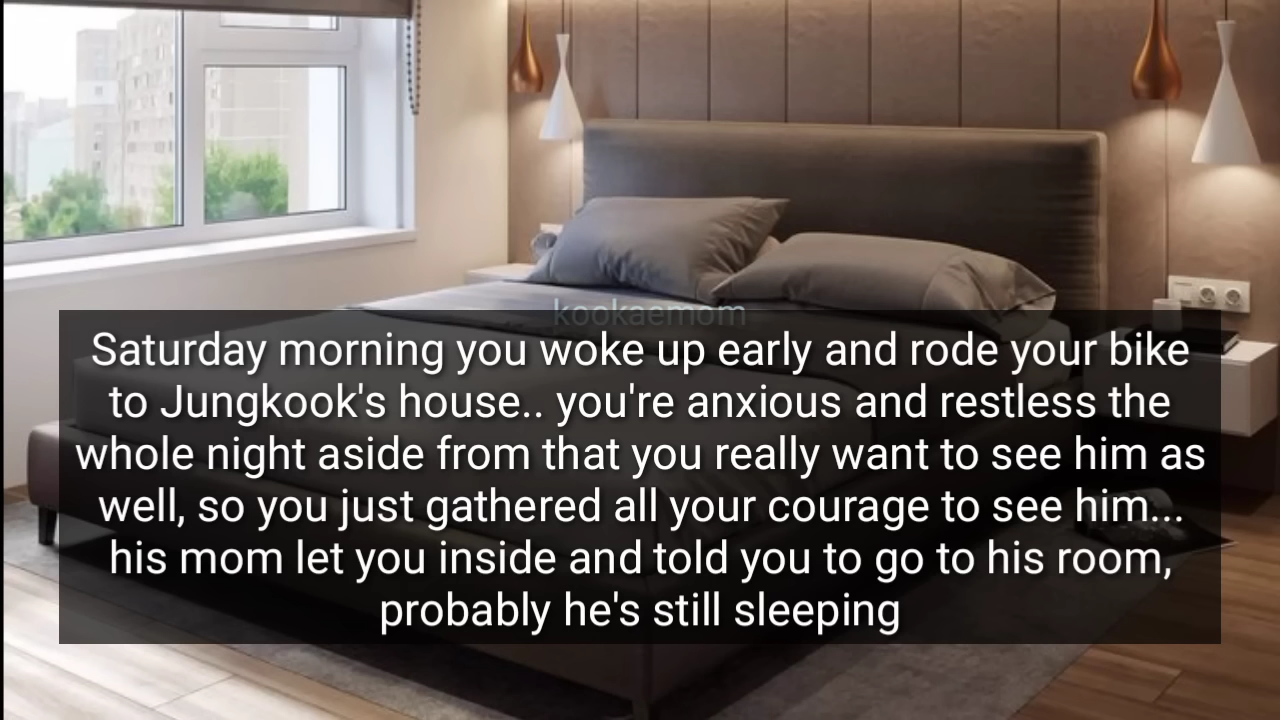 kookaemom
Saturday morning you woke up early and rode your bike
to Jungkook's house.. you're anxious and restless the
whole night aside from that you really want to see him as
well, so you just gathered all your courage to see him...
his mom let you inside and told you to go to his room,
probably he's still sleeping